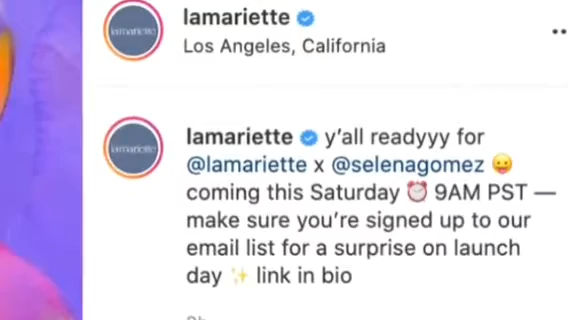 lamariette
Los Angeles, California
lamariette
lamariette
lamariette y'all readyyy for
@lamariette x @selenagomez 😛
coming this Saturday ⏰ 9AM PST —
make sure you're signed up to our
email list for a surprise on launch
day ✨ link in bio